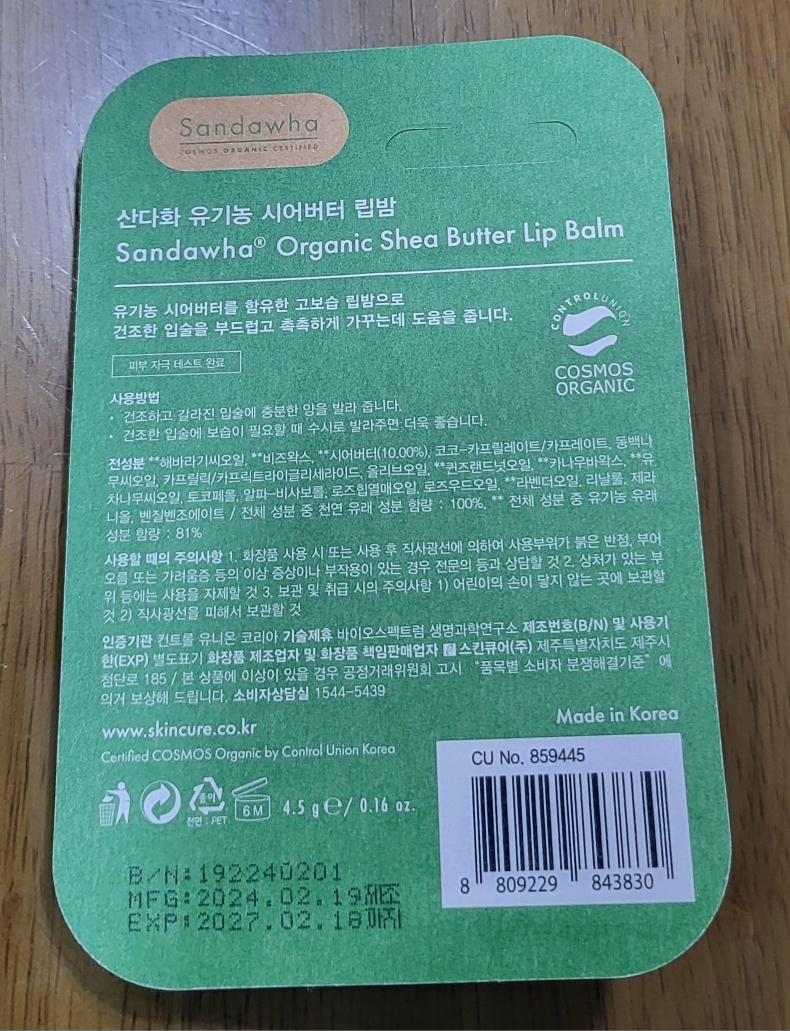 Sandawha
COSMOS ORGANIC CERTIFIED
산다화 유기농 시어버터 립밤
Sandawha® Organic Shea Butter Lip Balm
유기농 시어버터를 함유한 고보습 립밤으로
건조한 입술을 부드럽고 촉촉하게 가꾸는데 도움을 줍니다.
CONTROLUNION
COSMOS
ORGANIC
피부 자극 테스트 완료
사용방법
• 건조하고 갈라진 입술에 충분한 양을 발라 줍니다.
• 건조한 입술에 보습이 필요할 때 수시로 발라주면 더욱 좋습니다.
전성분 **해바라기씨오일, **비즈왁스, **시어버터(10.00%), 코코-카프릴레이트/카프레이트, 동백나
무씨오일, 카프릴릭/카프릭트라이글리세라이드, 올리브오일, **퀸즈랜드넛오일, **카나우바왁스, **유
차나무씨오일, 토코페롤, 알파-비사보롤, 로즈힙열매오일, 로즈우드오일, **라벤더오일, 리날룰, 제라
니올, 벤질벤조에이트 / 전체 성분 중 천연 유래 성분 함량 : 100%, ** 전체 성분 중 유기농 유래
성분 함량 : 81%
사용할 때의 주의사항 1. 화장품 사용 시 또는 사용 후 직사광선에 의하여 사용부위가 붉은 반점, 부어
오름 또는 가려움증 등의 이상 증상이나 부작용이 있는 경우 전문의 등과 상담할 것 2. 상처가 있는 부
위 등에는 사용을 자제할 것 3. 보관 및 취급 시의 주의사항 1) 어린이의 손이 닿지 않는 곳에 보관할
것 2) 직사광선을 피해서 보관할 것
인증기관 컨트롤 유니온 코리아 기술제휴 바이오스펙트럼 생명과학연구소 제조번호(B/N) 및 사용기
한(EXP) 별도표기 화장품 제조업자 및 화장품 책임판매업자 스킨큐어(주) 제주특별자치도 제주시
첨단로 185 / 본 상품에 이상이 있을 경우 공정거래위원회 고시 "품목별 소비자 분쟁해결기준" 에
의거 보상해 드립니다. 소비자상담실 1544-5439
www.skincure.co.kr
Made in Korea
Certified COSMOS Organic by Control Union Korea
종이
전면 : PET
6 M
4.5 g ℮/ 0.16 oz.
CU No. 859445
8 809229 843830
B/N:192240201
MFG:2024.02.19제조
EXP:2027.02.18까지